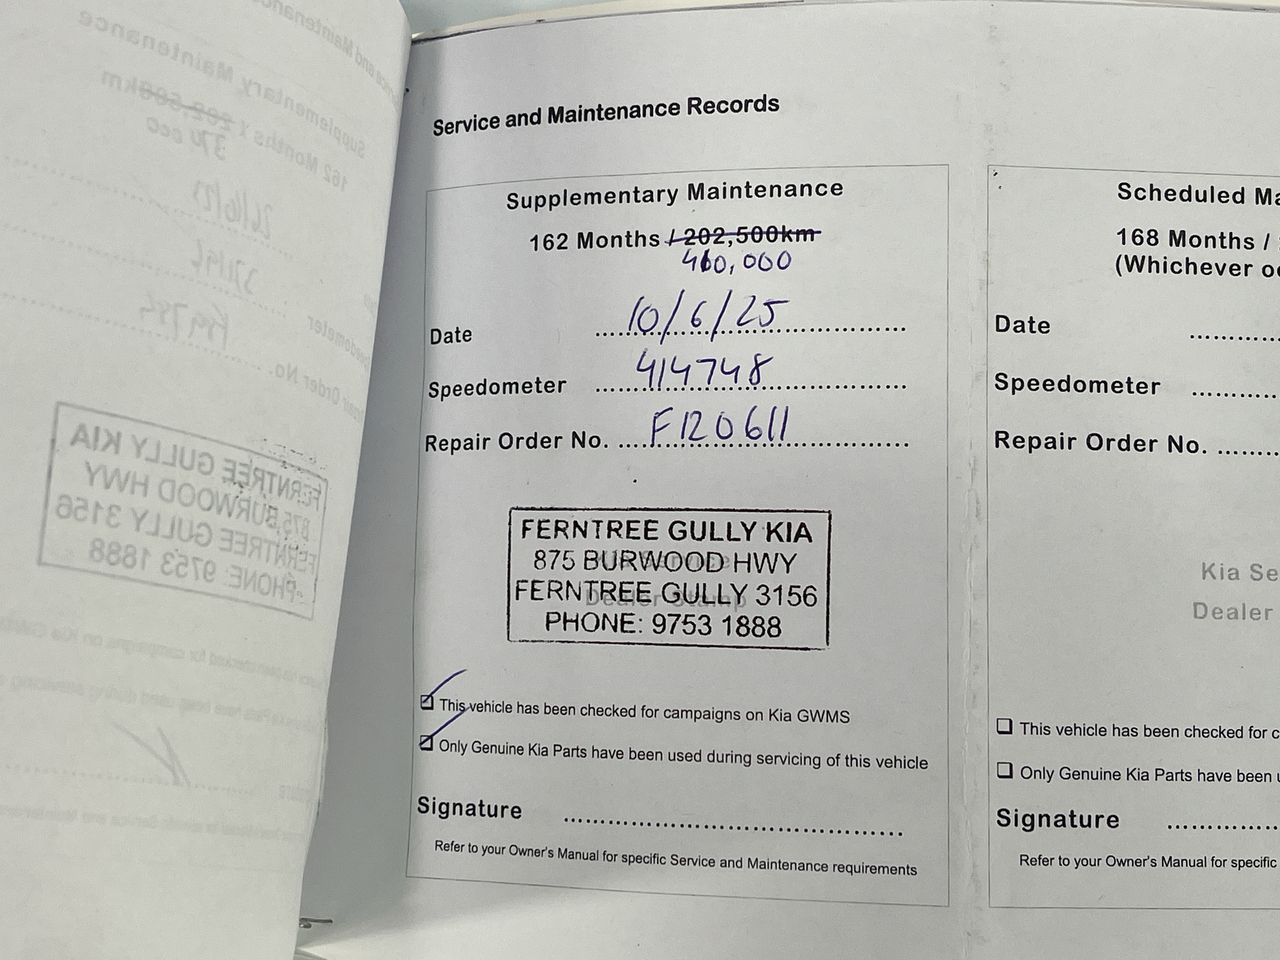 Service and Maintenance Records
Supplementary Maintenance
162 Months / 202,500km
460,000
Date 10/6/25
Speedometer 414748
Repair Order No. F120611
FERNTREE GULLY KIA
875 BURWOOD HWY
FERNTREE GULLY 3156
PHONE: 9753 1888
This vehicle has been checked for campaigns on Kia GWMS
Only Genuine Kia Parts have been used during servicing of this vehicle
Signature
Refer to your Owner's Manual for specific Service and Maintenance requirements
Scheduled
168 Months /
(Whichever
Date
Speedometer
Repair Order No.
Kia
Dealer
This vehicle has been checked for
Only Genuine Kia Parts have been
Signature
Refer to your Owner's Manual for specific